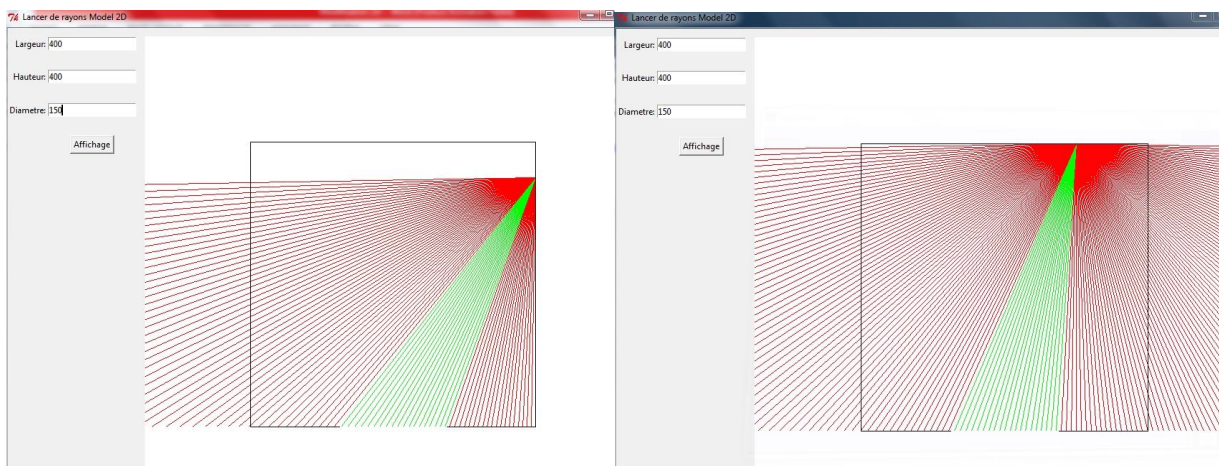 Lancer de rayons Model 2D
Largeur: 400
Hauteur: 400
Diametre: 150
Affichage
Lancer de rayons Model 2D
Largeur: 400
Hauteur: 400
Diametre: 150
Affichage